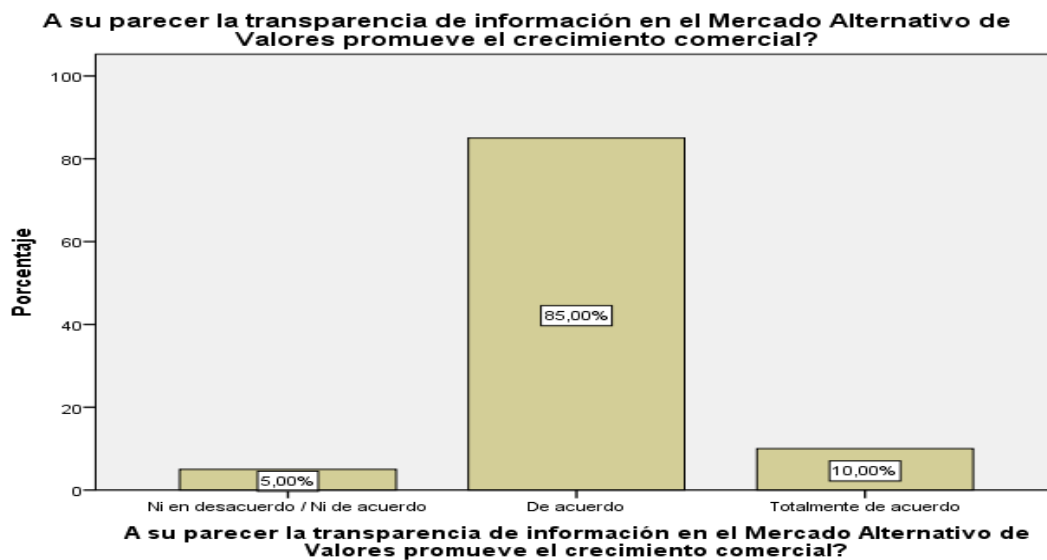 A su parecer la transparencia de información en el Mercado Alternativo de
Valores promueve el crecimiento comercial?
Porcentaje
100
80
60
40
20
0
5,00%
85,00%
10,00%
Ni en desacuerdo / Ni de acuerdo
De acuerdo
Totalmente de acuerdo
A su parecer la transparencia de información en el Mercado Alternativo de
Valores promueve el crecimiento comercial?